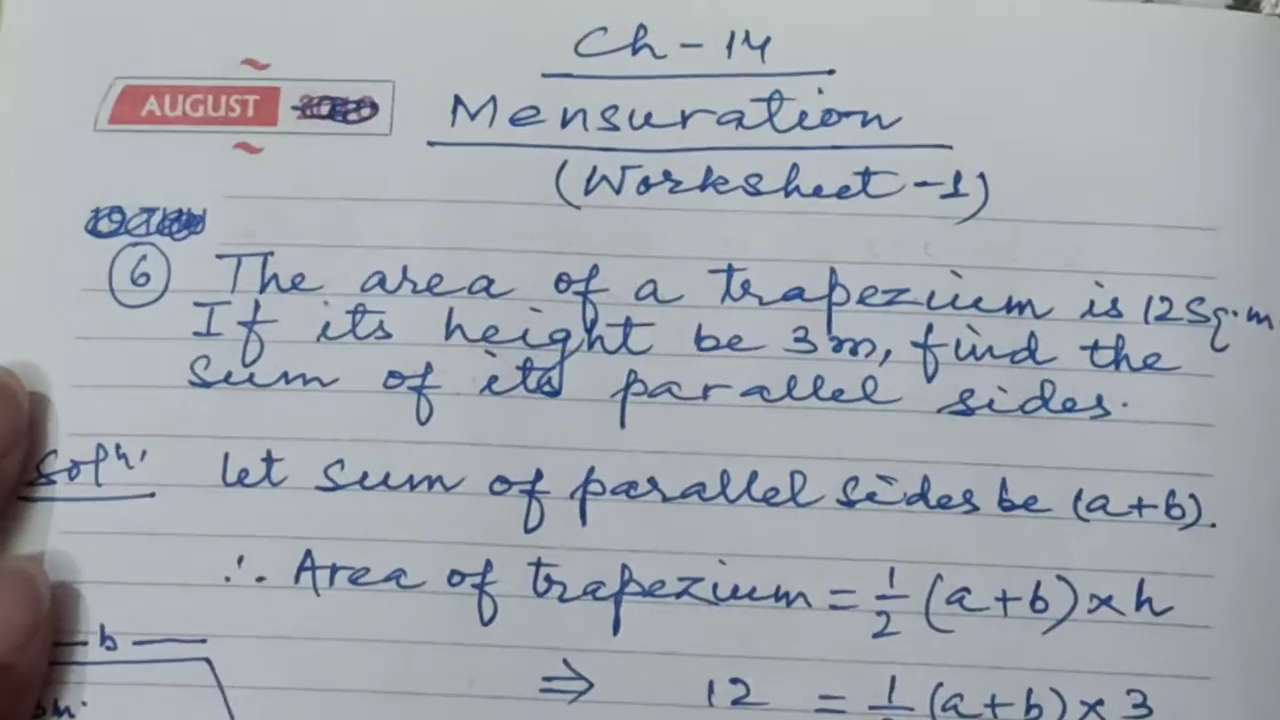 Ch-14
AUGUST
Mensuration
(Worksheet-1)
6 The area of a trapezium is 12 Sq.m
If its height be 3m, find the
sum of its parallel sides.
Soln. let sum of parallel sides be (a+b).
∴ Area of trapezium = 1/2 (a+b) × h
b
⇒ 12 = 1/2 (a+b) × 3